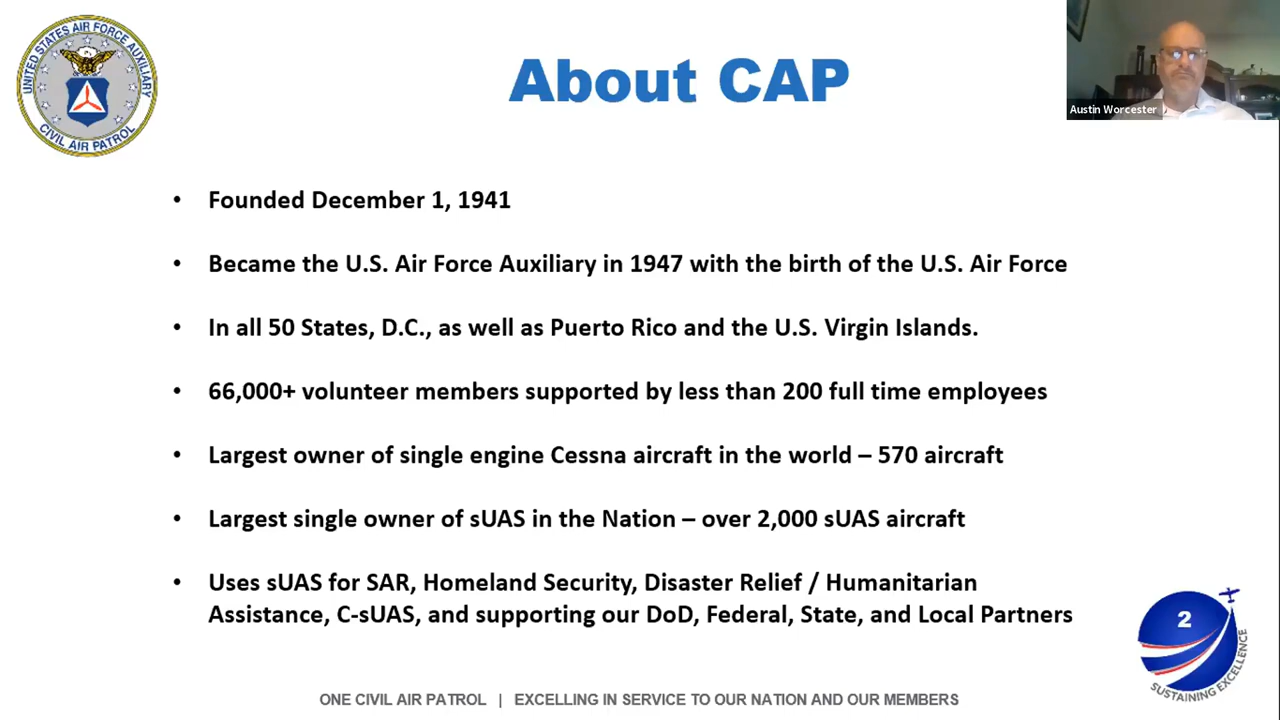 UNITED STATES AIR FORCE AUXILIARY
CIVIL AIR PATROL
About CAP
Austin Worcester
• Founded December 1, 1941
• Became the U.S. Air Force Auxiliary in 1947 with the birth of the U.S. Air Force
• In all 50 States, D.C., as well as Puerto Rico and the U.S. Virgin Islands.
• 66,000+ volunteer members supported by less than 200 full time employees
• Largest owner of single engine Cessna aircraft in the world – 570 aircraft
• Largest single owner of sUAS in the Nation – over 2,000 sUAS aircraft
• Uses sUAS for SAR, Homeland Security, Disaster Relief / Humanitarian
Assistance, C-sUAS, and supporting our DoD, Federal, State, and Local Partners
2
SUSTAINING EXCELLENCE
ONE CIVIL AIR PATROL | EXCELLING IN SERVICE TO OUR NATION AND OUR MEMBERS